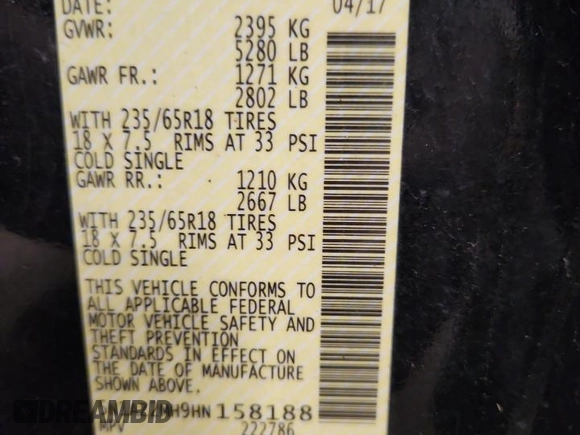 DATE: 04/17
GVWR: 2395 KG
5280 LB
GAWR FR.: 1271 KG
2802 LB
WITH 235/65R18 TIRES
18 X 7.5 RIMS AT 33 PSI
COLD SINGLE
GAWR RR.: 1210 KG
2667 LB
WITH 235/65R18 TIRES
18 X 7.5 RIMS AT 33 PSI
COLD SINGLE
THIS VEHICLE CONFORMS TO
ALL APPLICABLE FEDERAL
MOTOR VEHICLE SAFETY AND
THEFT PREVENTION
STANDARDS IN EFFECT ON
THE DATE OF MANUFACTURE
SHOWN ABOVE.
158188
MPV 222786
DREAMBID